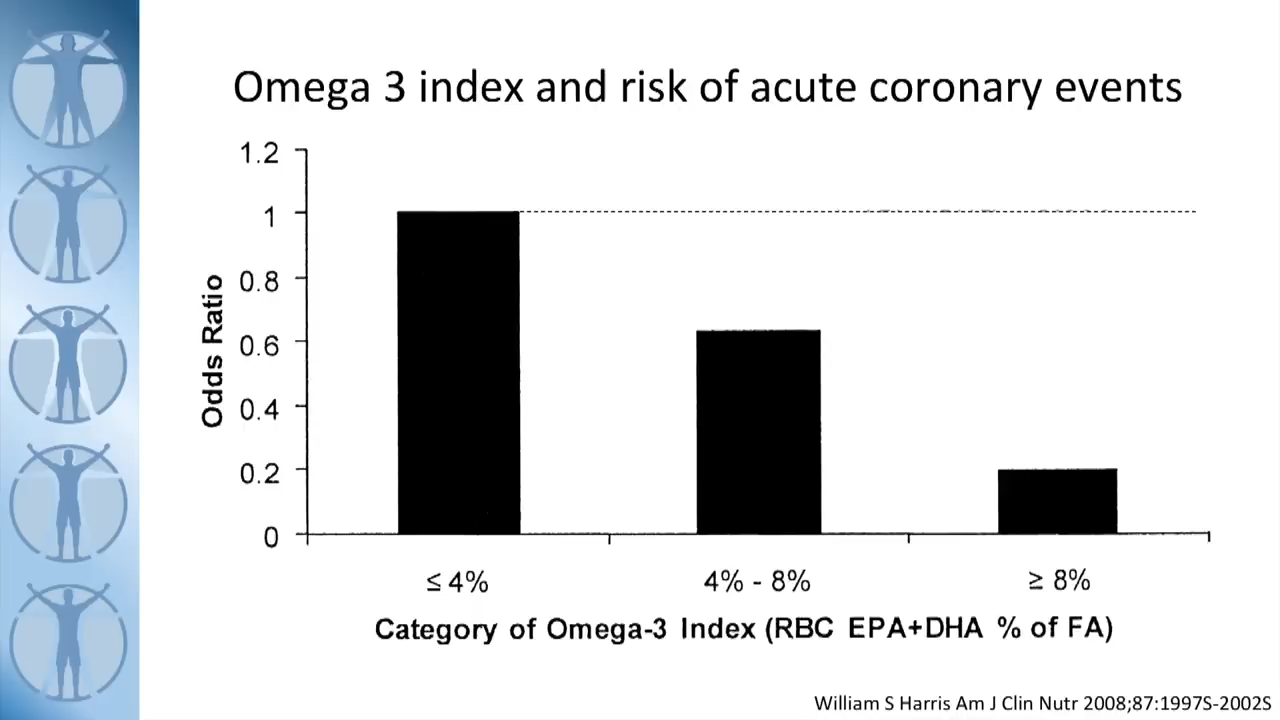 Omega 3 index and risk of acute coronary events
1.2
1
0.8
0.6
0.4
0.2
0
Odds Ratio
≤ 4%
4% - 8%
≥ 8%
Category of Omega-3 Index (RBC EPA+DHA % of FA)
William S Harris Am J Clin Nutr 2008;87:1997S-2002S